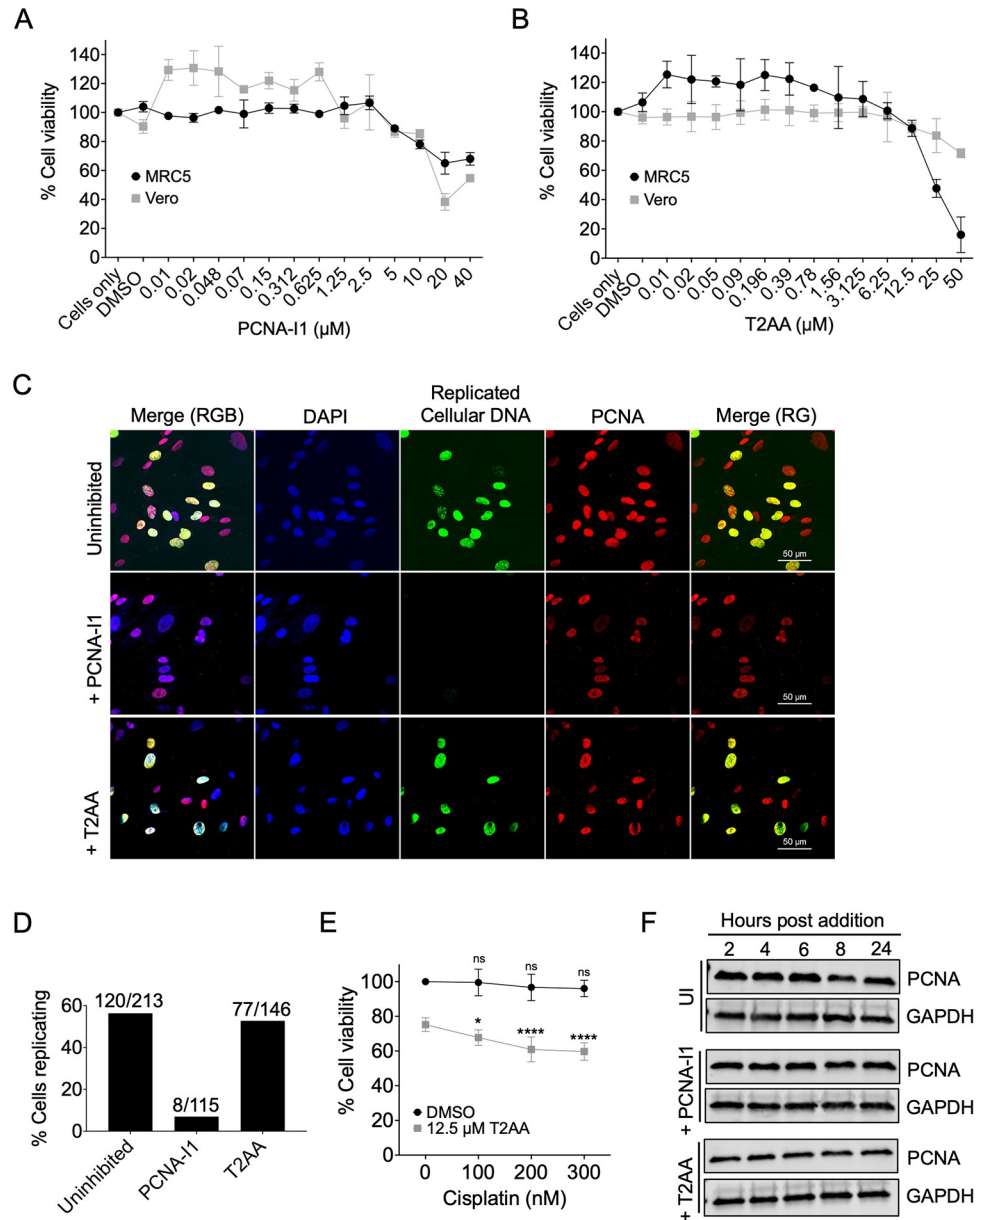 A
% Cell viability
140
120
100
80
60
40
20
0
MRC5
Vero
Cells only
DMSO
0.01
0.02
0.048
0.07
0.15
0.312
0.625
1.25
2.5
5
10
20
40
PCNA-I1 (µM)
B
% Cell viability
140
120
100
80
60
40
20
0
MRC5
Vero
Cells only
DMSO
0.01
0.02
0.05
0.09
0.196
0.39
0.78
1.56
3.125
6.25
12.5
25
50
T2AA (µM)
C
Merge (RGB)
DAPI
Replicated
Cellular DNA
PCNA
Merge (RG)
Uninhibited
50 µm
+ PCNA-I1
50 µm
+ T2AA
50 µm
D
% Cells replicating
60
40
20
0
120/213
8/115
77/146
Uninhibited
PCNA-I1
T2AA
E
% Cell viability
100
80
60
40
20
0
ns
ns
ns
*
****
****
DMSO
12.5 µM T2AA
0
100
200
300
Cisplatin (nM)
F
Hours post addition
2 4 6 8 24
UI
PCNA
GAPDH
+ PCNA-I1
PCNA
GAPDH
+ T2AA
PCNA
GAPDH